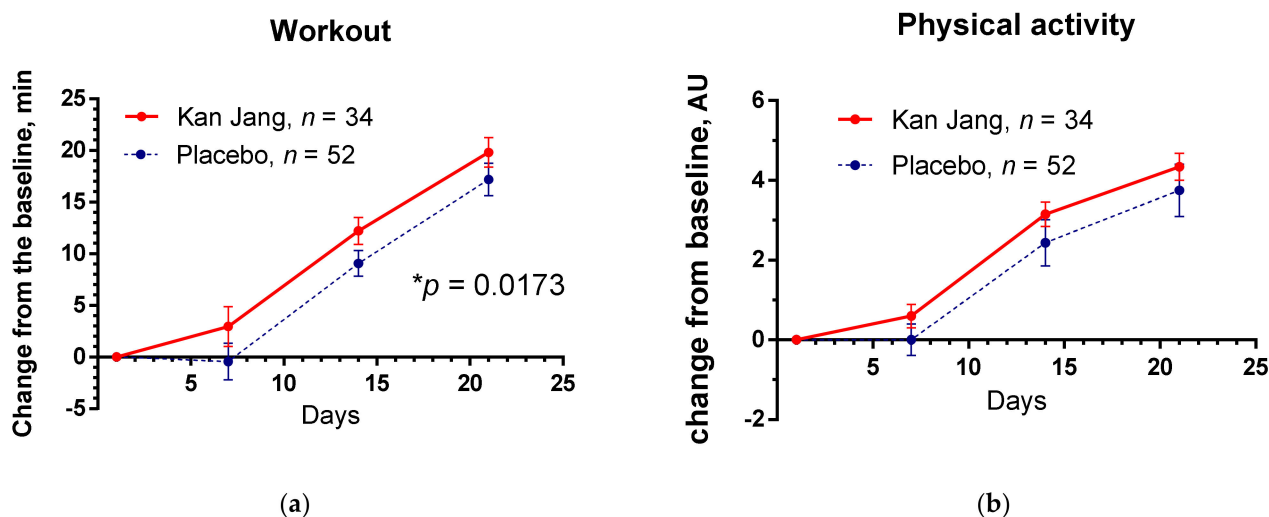 Workout
Change from the baseline, min
25
20
15
10
5
0
-5
Kan Jang, n = 34
Placebo, n = 52
*p = 0.0173
5
10
15
20
25
Days
(a)
Physical activity
change from baseline, AU
6
4
2
0
-2
Kan Jang, n = 34
Placebo, n = 52
5
10
15
20
25
Days
(b)